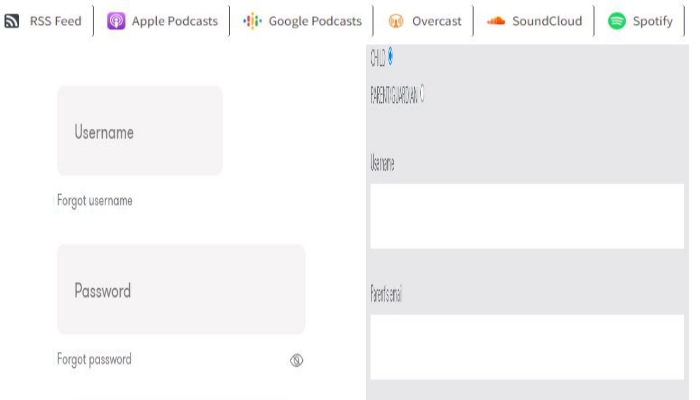 RSS Feed Apple Podcasts Google Podcasts Overcast SoundCloud Spotify
Username
Forgot username
Password
Forgot password
CHILD
PARENT/GUARDIAN
Username
Parent's email